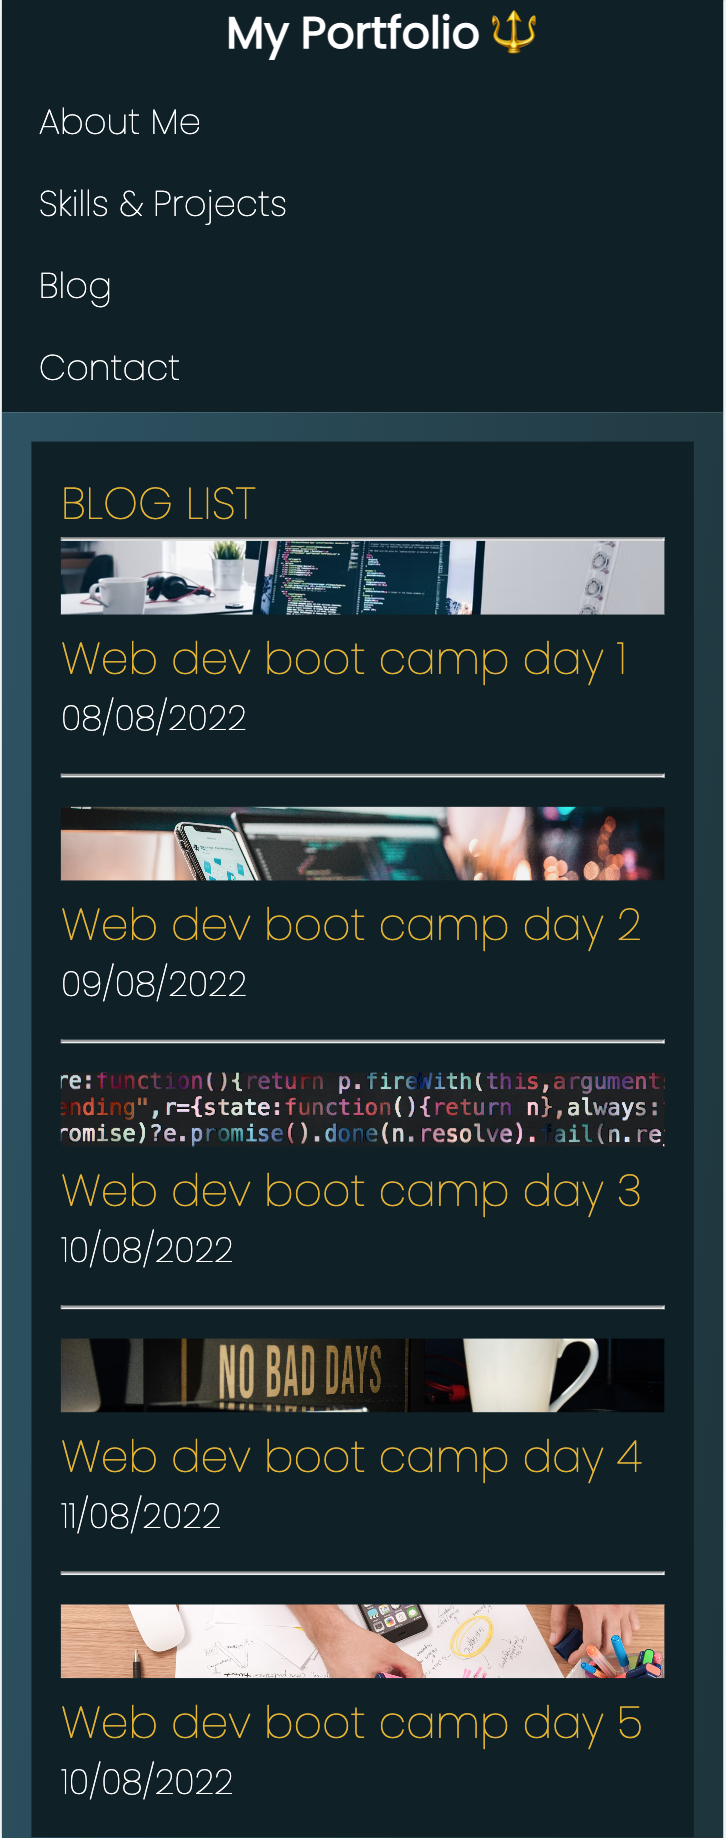 My Portfolio 🔱
About Me
Skills & Projects
Blog
Contact
BLOG LIST
Web dev boot camp day 1
08/08/2022
Web dev boot camp day 2
09/08/2022
re:function(){return p.fireWith(this,arguments
ending",r={state:function(){return n},always:
romise)?e.promise().done(n.resolve).fail(n.re
Web dev boot camp day 3
10/08/2022
NO BAD DAYS
Web dev boot camp day 4
11/08/2022
Web dev boot camp day 5
10/08/2022